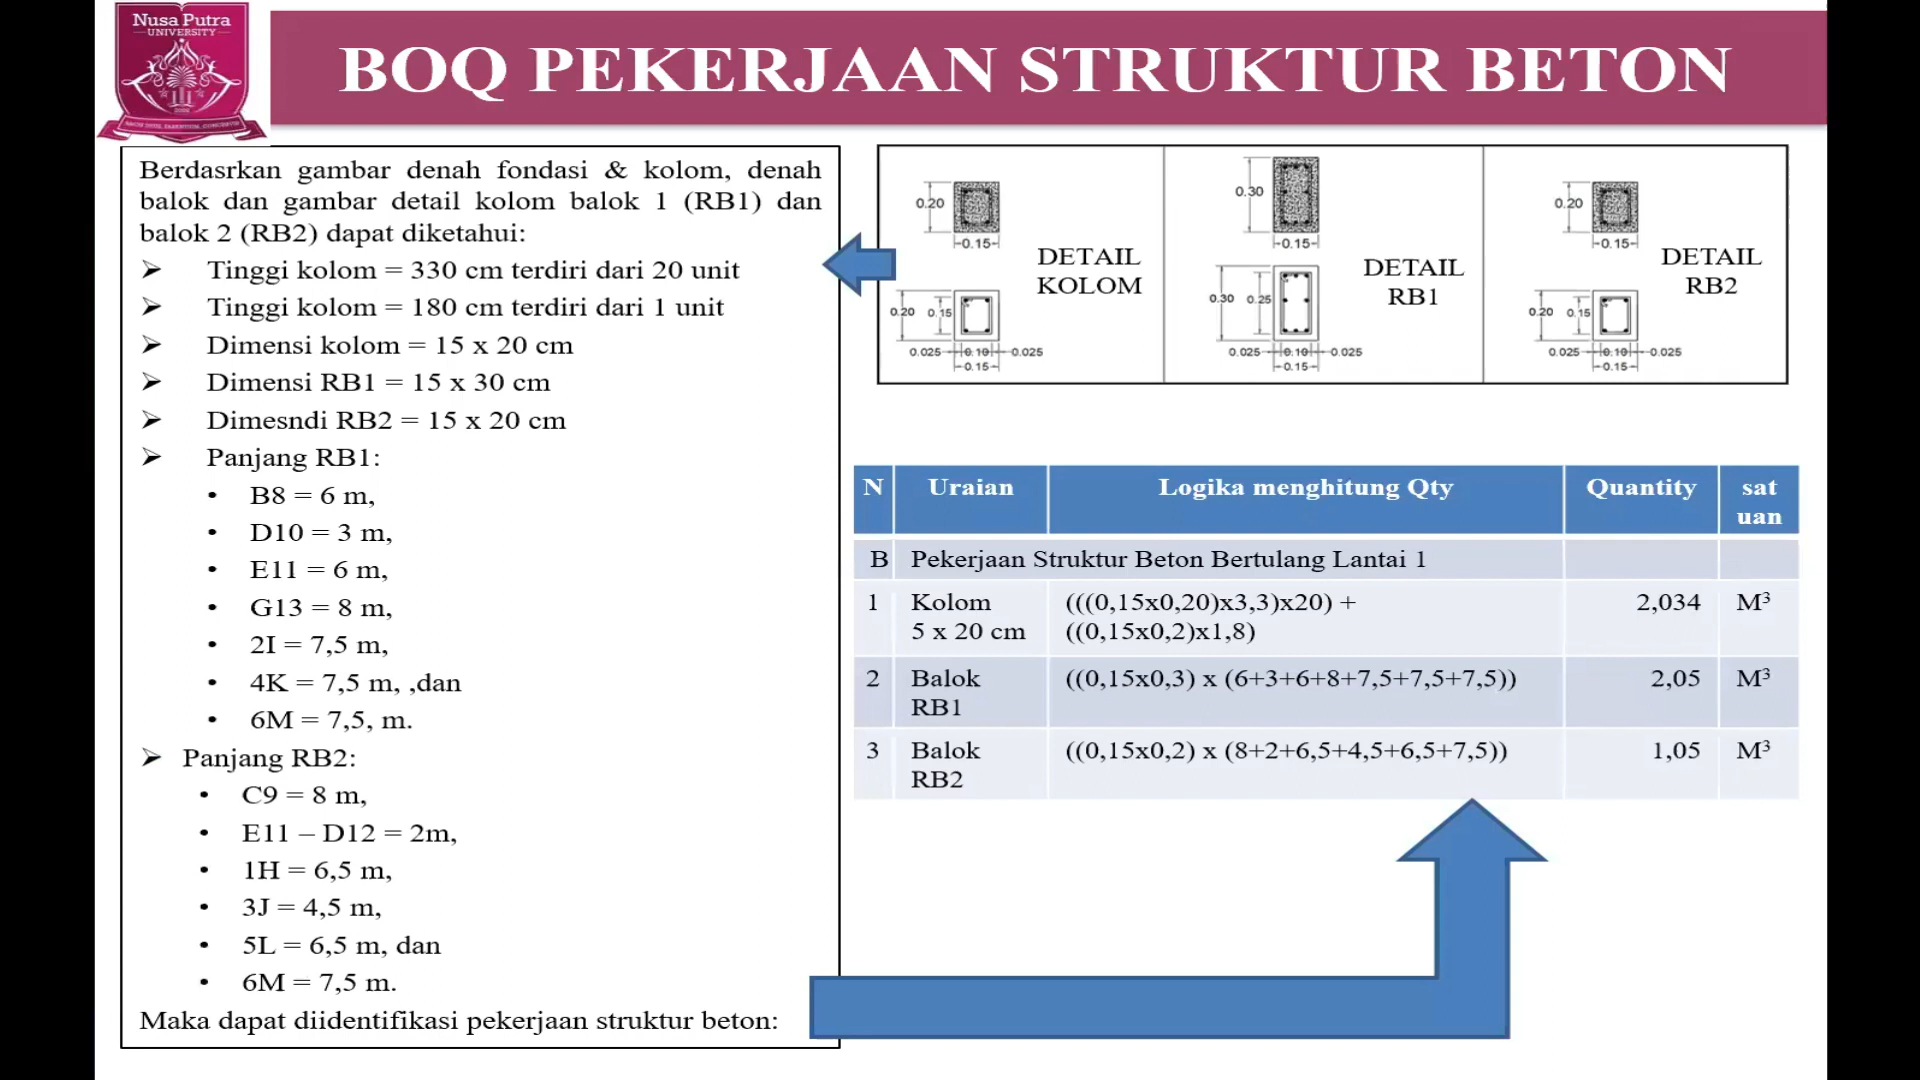 Nusa Putra
UNIVERSITY
BOQ PEKERJAAN STRUKTUR BETON
Berdasrkan gambar denah fondasi & kolom, denah
balok dan gambar detail kolom balok 1 (RB1) dan
balok 2 (RB2) dapat diketahui:
➤ Tinggi kolom = 330 cm terdiri dari 20 unit
➤ Tinggi kolom = 180 cm terdiri dari 1 unit
➤ Dimensi kolom = 15 x 20 cm
➤ Dimensi RB1 = 15 x 30 cm
➤ Dimesndi RB2 = 15 x 20 cm
➤ Panjang RB1:
• B8 = 6 m,
• D10 = 3 m,
• E11 = 6 m,
• G13 = 8 m,
• 2I = 7,5 m,
• 4K = 7,5 m, ,dan
• 6M = 7,5, m.
➤ Panjang RB2:
• C9 = 8 m,
• E11 – D12 = 2m,
• 1H = 6,5 m,
• 3J = 4,5 m,
• 5L = 6,5 m, dan
• 6M = 7,5 m.
Maka dapat diidentifikasi pekerjaan struktur beton:
0.20
0.15
DETAIL
KOLOM
0.20 0.15
0.025 0.10 0.025
0.15
0.30
0.15
DETAIL
RB1
0.30 0.25
0.025 0.10 0.025
0.15
0.20
0.15
DETAIL
RB2
0.20 0.15
0.025 0.10 0.025
0.15
N Uraian Logika menghitung Qty Quantity sat
uan
B Pekerjaan Struktur Beton Bertulang Lantai 1
1 Kolom (((0,15x0,20)x3,3)x20) + 2,034 M³
5 x 20 cm ((0,15x0,2)x1,8)
2 Balok ((0,15x0,3) x (6+3+6+8+7,5+7,5+7,5)) 2,05 M³
RB1
3 Balok ((0,15x0,2) x (8+2+6,5+4,5+6,5+7,5)) 1,05 M³
RB2